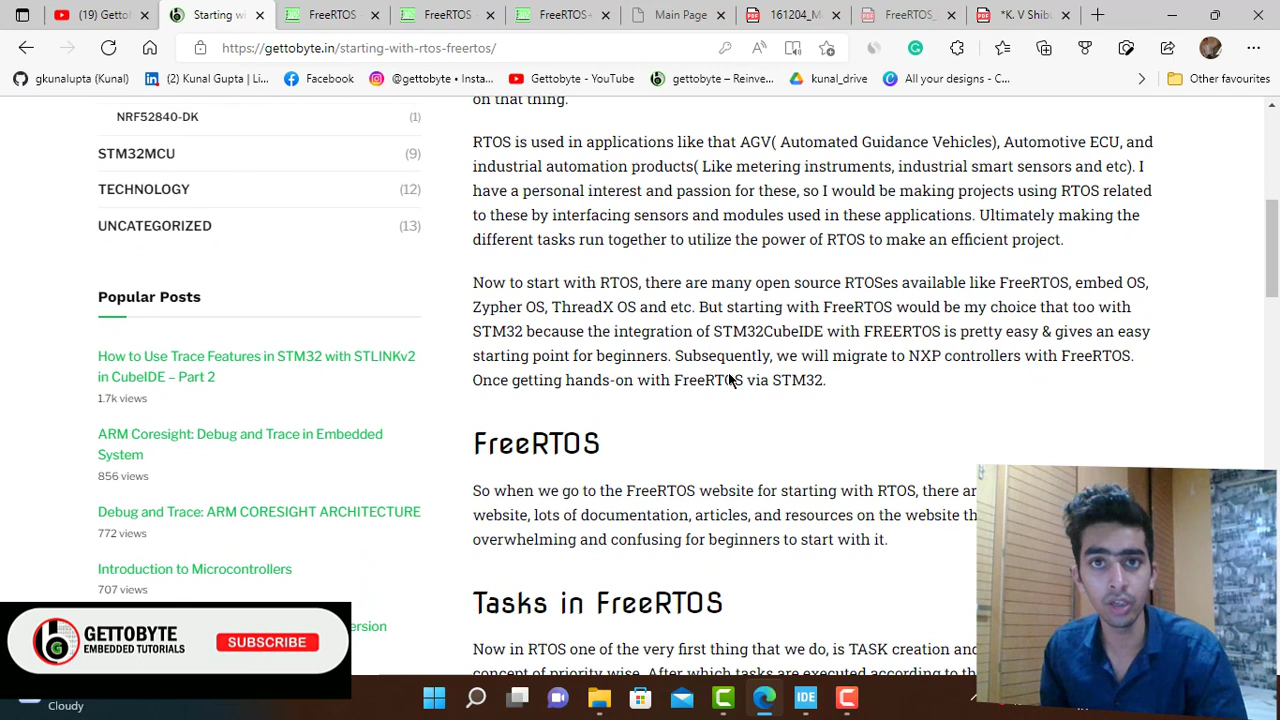 (19) Getto
Starting wi
FreeRTOS
FreeRTOS
FreeRTOS+
Main Page
161204_M
FreeRTOS_
*K. V Shib
https://gettobyte.in/starting-with-rtos-freertos/
gkunalupta (Kunal)
(2) Kunal Gupta | Li...
Facebook
@gettobyte • Insta...
Gettobyte - YouTube
gettobyte – Reinve...
kunal_drive
All your designs - C...
Other favourites
NRF52840-DK (1)
STM32MCU (9)
TECHNOLOGY (12)
UNCATEGORIZED (13)
Popular Posts
How to Use Trace Features in STM32 with STLINKv2
in CubeIDE – Part 2
1.7k views
ARM Coresight: Debug and Trace in Embedded
System
856 views
Debug and Trace: ARM CORESIGHT ARCHITECTURE
772 views
Introduction to Microcontrollers
707 views
ersion
on that thing.
RTOS is used in applications like that AGV( Automated Guidance Vehicles), Automotive ECU, and
industrial automation products( Like metering instruments, industrial smart sensors and etc). I
have a personal interest and passion for these, so I would be making projects using RTOS related
to these by interfacing sensors and modules used in these applications. Ultimately making the
different tasks run together to utilize the power of RTOS to make an efficient project.
Now to start with RTOS, there are many open source RTOSes available like FreeRTOS, embed OS,
Zypher OS, ThreadX OS and etc. But starting with FreeRTOS would be my choice that too with
STM32 because the integration of STM32CubeIDE with FREERTOS is pretty easy & gives an easy
starting point for beginners. Subsequently, we will migrate to NXP controllers with FreeRTOS.
Once getting hands-on with FreeRTOS via STM32.
FreeRTOS
So when we go to the FreeRTOS website for starting with RTOS, there ar
website, lots of documentation, articles, and resources on the website th
overwhelming and confusing for beginners to start with it.
Tasks in FreeRTOS
Now in RTOS one of the very first thing that we do, is TASK creation and
concept of priority wise. After which tasks are executed according to th
GETTOBYTE
EMBEDDED TUTORIALS
SUBSCRIBE
Cloudy
IDE